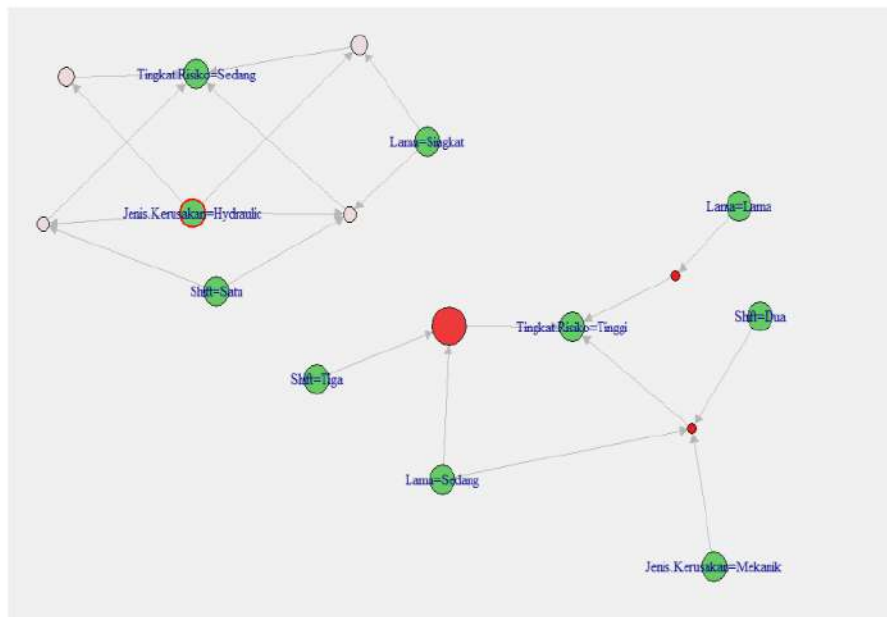 Tingkat.Risiko=Sedang
Lama=Singkat
Jenis.Kerusakan=Hydraulic
Lama=Lama
Shift=Satu
Shift=Dua
Tingkat.Risiko=Tinggi
Shift=Tiga
Lama=Sedang
Jenis.Kerusakan=Mekanik